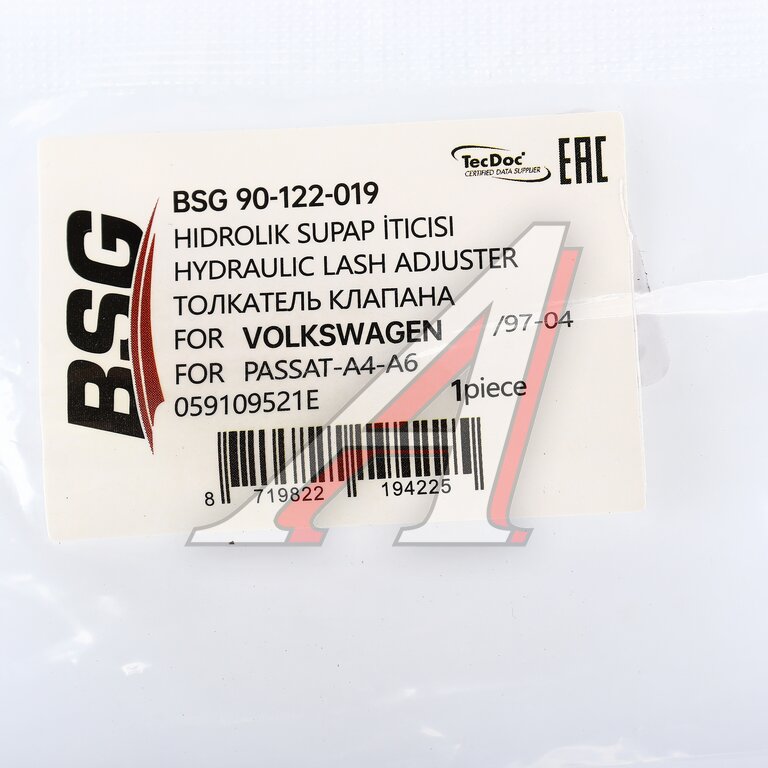 TecDoc
CERTIFIED DATA SUPPLIER
EAC
BSG
BSG 90-122-019
HIDROLIK SUPAP İTICISI
HYDRAULIC LASH ADJUSTER
ТОЛКАТЕЛЬ КЛАПАНА
FOR VOLKSWAGEN /97-04
FOR PASSAT-A4-A6
059109521E 1piece
8 719822 194225